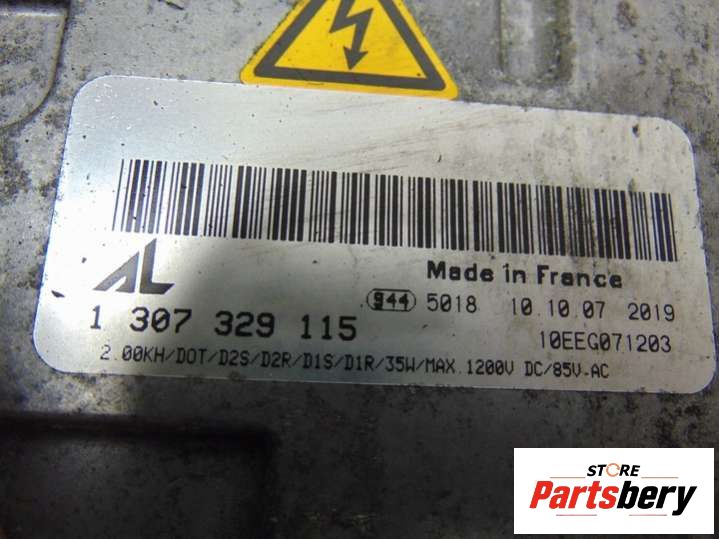 AL
Made in France
944 5018 10.10.07 2019
1 307 329 115
10EEG071203
2.00KH/DOT/D2S/D2R/D1S/D1R/35W/MAX.1200V DC/85V-AC
STORE
Partsbery